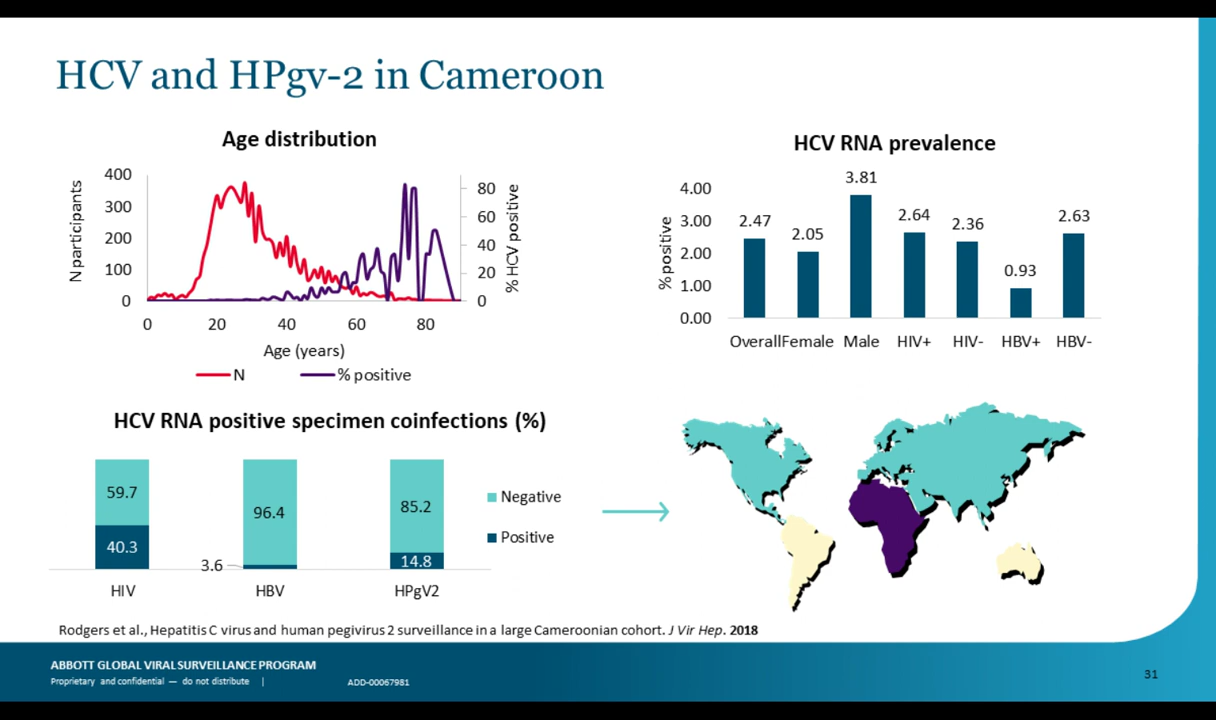 HCV and HPgv-2 in Cameroon
Age distribution
N participants
400
300
200
100
0
80
60
40
20
0
% HCV positive
0 20 40 60 80
Age (years)
N % positive
HCV RNA prevalence
% positive
4.00
3.00
2.00
1.00
0.00
2.47 2.05 3.81 2.64 2.36 0.93 2.63
Overall Female Male HIV+ HIV- HBV+ HBV-
HCV RNA positive specimen coinfections (%)
59.7 96.4 85.2
40.3 3.6 14.8
HIV HBV HPgV2
Negative
Positive
Rodgers et al., Hepatitis C virus and human pegivirus 2 surveillance in a large Cameroonian cohort. J Vir Hep. 2018
ABBOTT GLOBAL VIRAL SURVEILLANCE PROGRAM
Proprietary and confidential — do not distribute | ADD-00067981
31